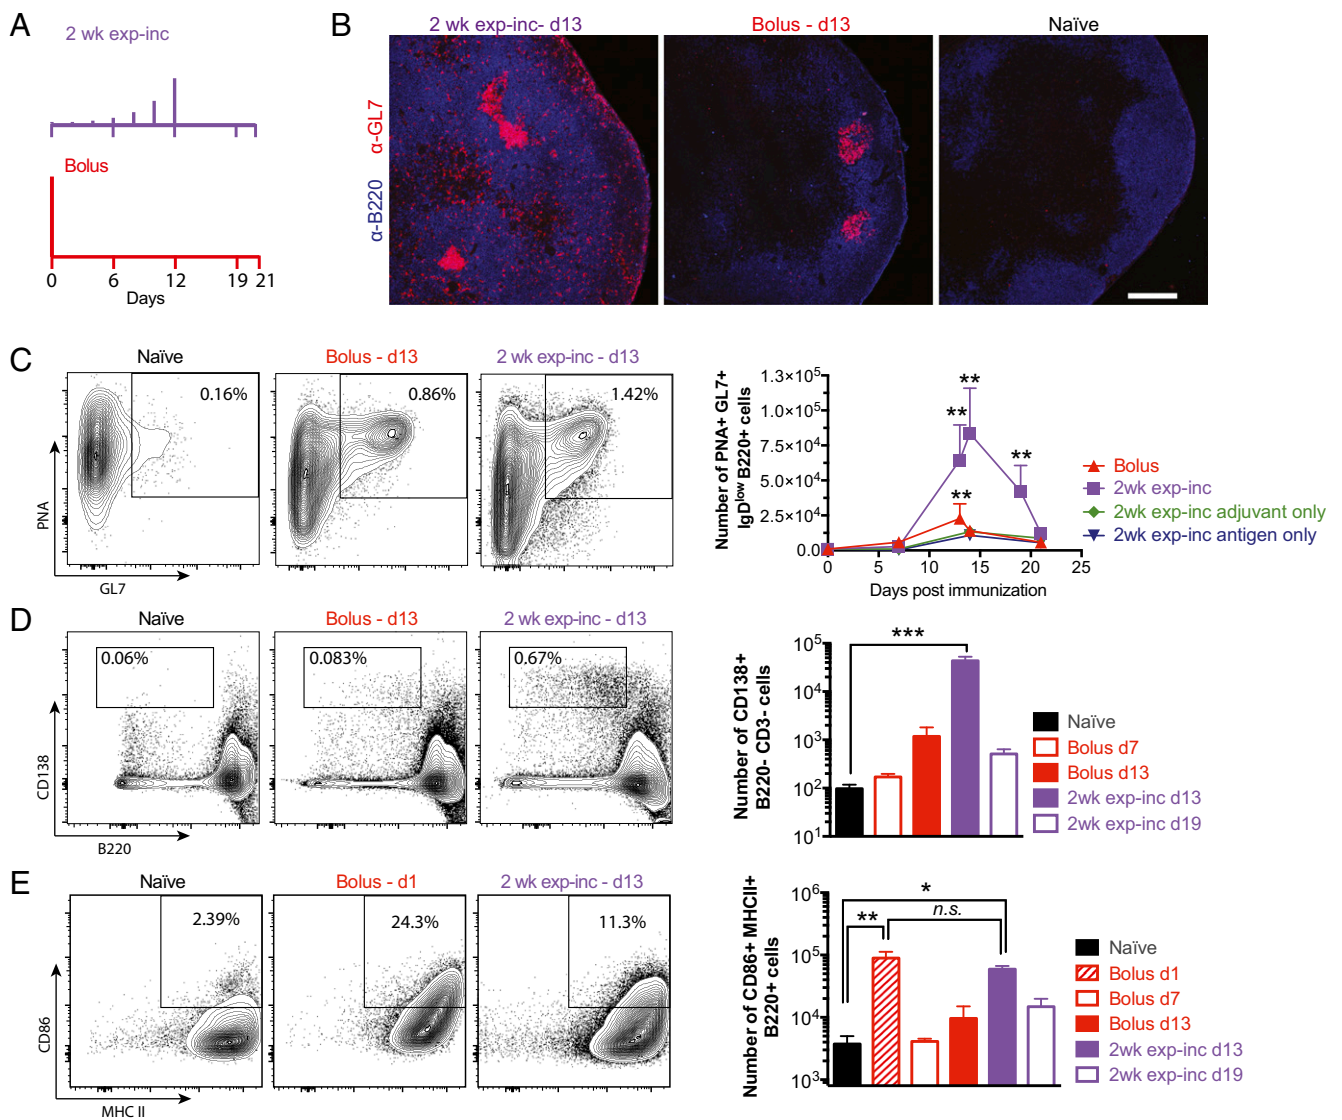 A
2 wk exp-inc
Bolus
0 6 12 19 21
Days
B
2 wk exp-inc- d13
Bolus - d13
Naïve
α-GL7
α-B220
C
Naïve
Bolus - d13
2 wk exp-inc - d13
0.16%
0.86%
1.42%
PNA
GL7
Number of PNA+ GL7+
IgDlow B220+ cells
1.3×10⁵
1.0×10⁵
7.5×10⁴
5.0×10⁴
2.5×10⁴
0.0
0 5 10 15 20 25
Days post immunization
**
**
**
**
Bolus
2wk exp-inc
2wk exp-inc adjuvant only
2wk exp-inc antigen only
D
Naïve
Bolus - d13
2 wk exp-inc - d13
0.06%
0.083%
0.67%
CD138
B220
Number of CD138+
B220- CD3- cells
10⁵
10⁴
10³
10²
10¹
***
Naïve
Bolus d7
Bolus d13
2wk exp-inc d13
2wk exp-inc d19
E
Naïve
Bolus - d1
2 wk exp-inc - d13
2.39%
24.3%
11.3%
CD86
MHC II
Number of CD86+ MHCII+
B220+ cells
10⁶
10⁵
10⁴
10³
*
**
n.s.
Naïve
Bolus d1
Bolus d7
Bolus d13
2wk exp-inc d13
2wk exp-inc d19